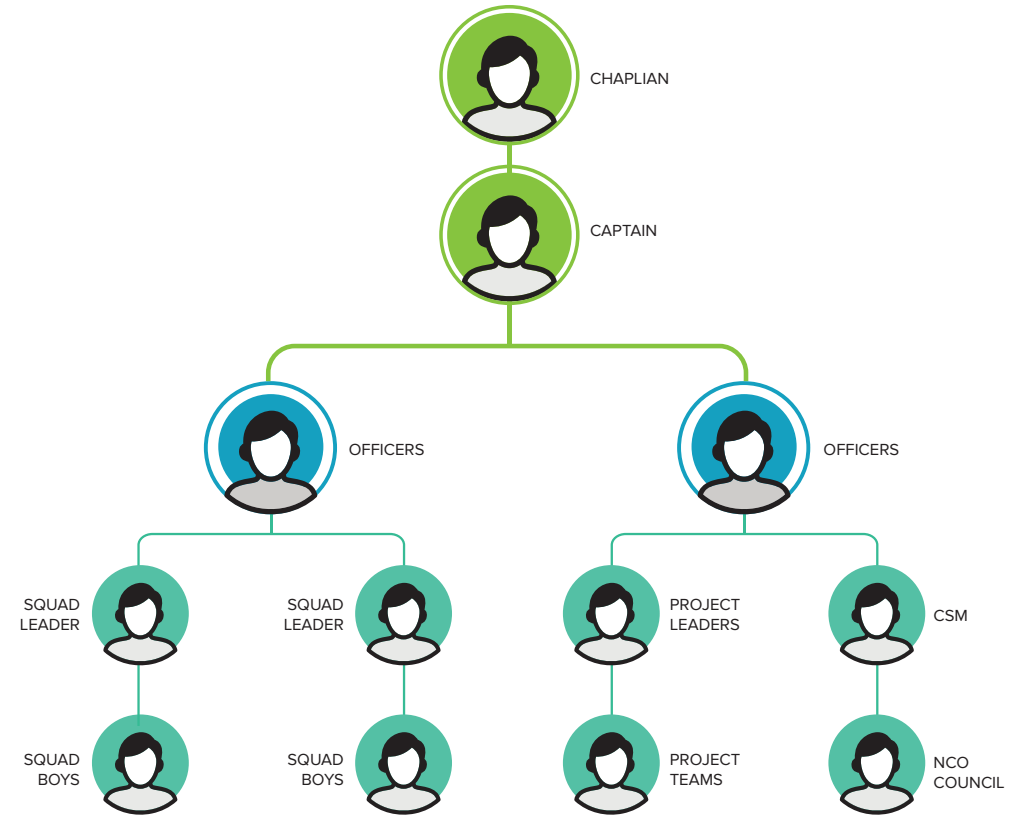 CHAPLIAN
CAPTAIN
OFFICERS
OFFICERS
SQUAD
LEADER
SQUAD
LEADER
PROJECT
LEADERS
CSM
SQUAD
BOYS
SQUAD
BOYS
PROJECT
TEAMS
NCO
COUNCIL